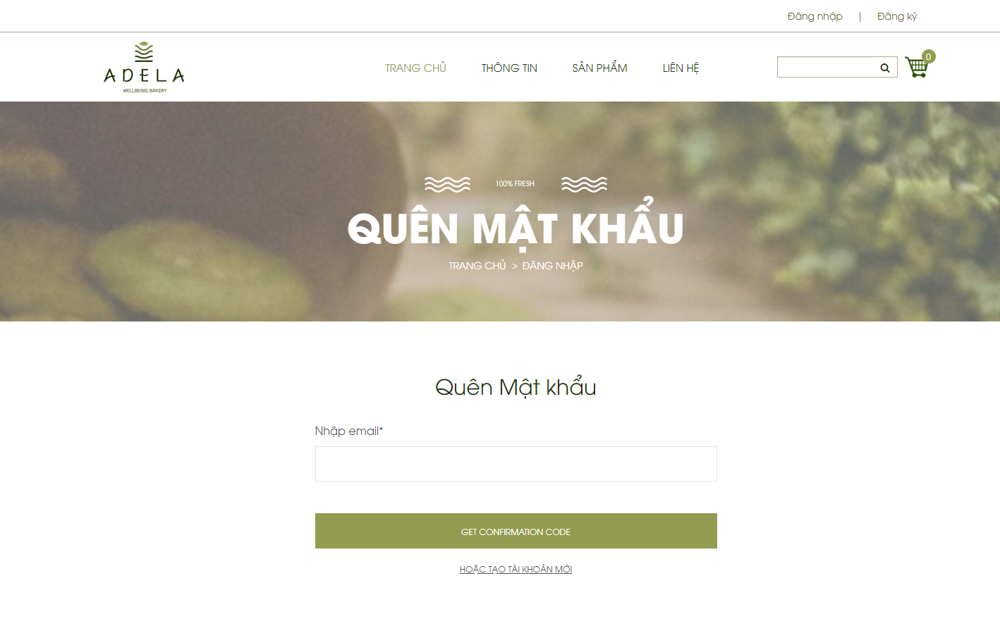 Đăng nhập | Đăng ký
ADELA
WELLBEING BAKERY
TRANG CHỦ THÔNG TIN SẢN PHẨM LIÊN HỆ
0
100% FRESH
QUÊN MẬT KHẨU
TRANG CHỦ > ĐĂNG NHẬP
Quên Mật khẩu
Nhập email*
GET CONFIRMATION CODE
HOẶC TẠO TÀI KHOẢN MỚI